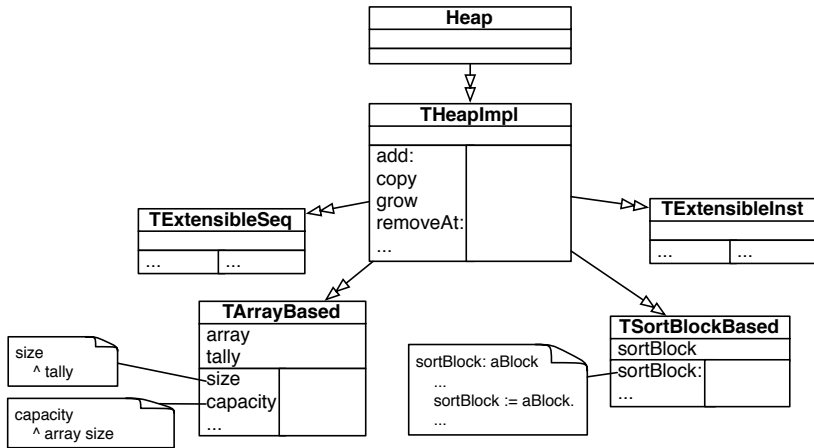 Heap
THeapImpl
add:
copy
grow
removeAt:
...
TExtensibleSeq
... ...
TExtensibleInst
... ...
TArrayBased
array
tally
size
capacity
...
size
^ tally
capacity
^ array size
TSortBlockBased
sortBlock
sortBlock:
...
sortBlock: aBlock
...
sortBlock := aBlock.
...